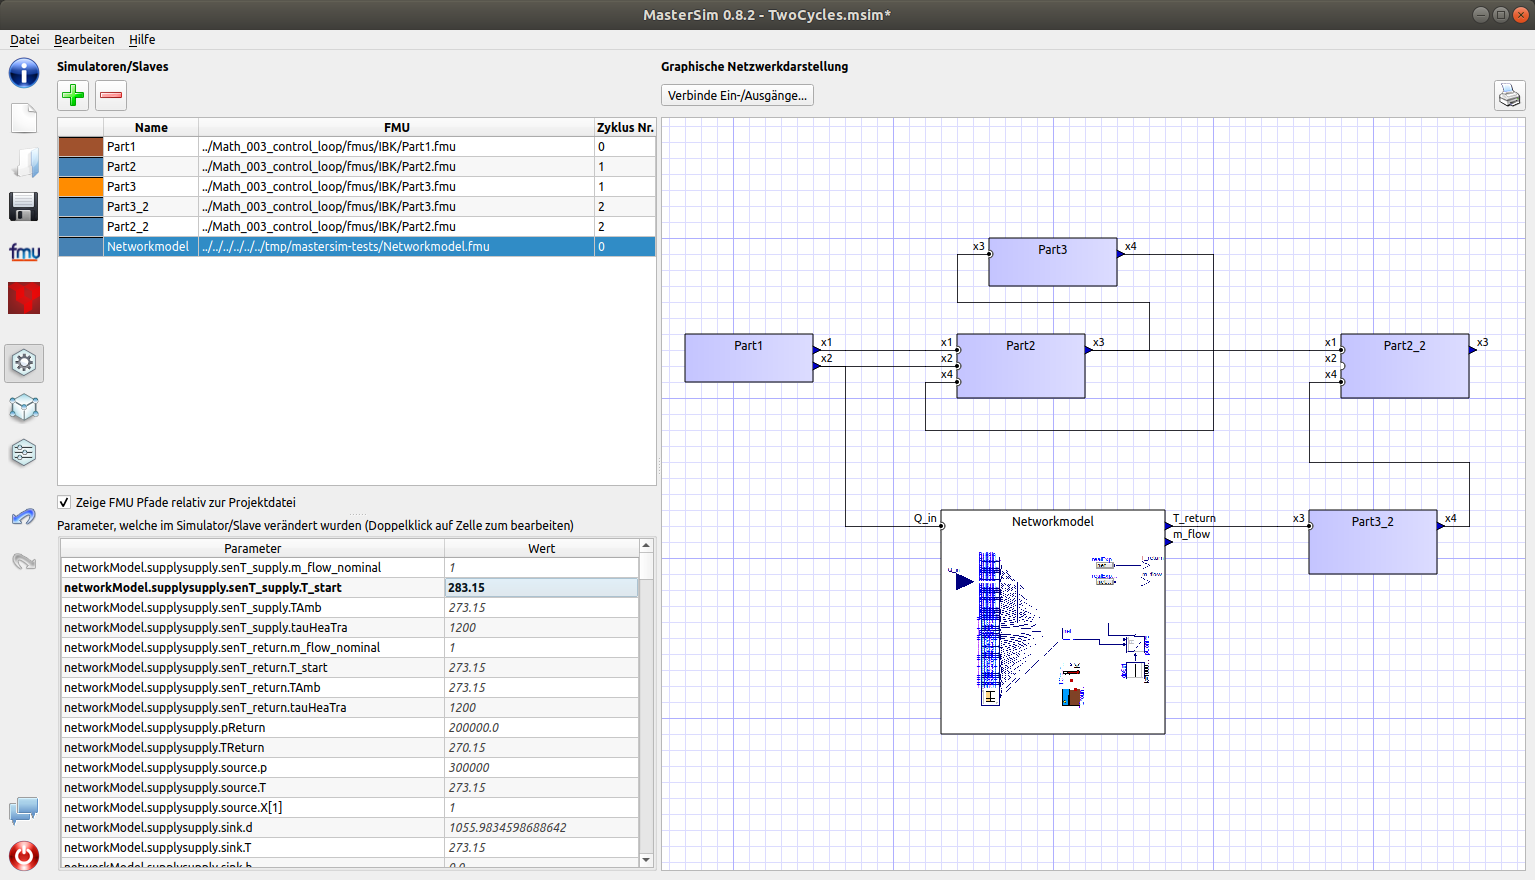 MasterSim 0.8.2 - TwoCycles.msim*
Datei Bearbeiten Hilfe
Simulatoren/Slaves
Name FMU Zyklus Nr.
Part1 ../Math_003_control_loop/fmus/IBK/Part1.fmu 0
Part2 ../Math_003_control_loop/fmus/IBK/Part2.fmu 1
Part3 ../Math_003_control_loop/fmus/IBK/Part3.fmu 1
Part3_2 ../Math_003_control_loop/fmus/IBK/Part3.fmu 2
Part2_2 ../Math_003_control_loop/fmus/IBK/Part2.fmu 2
Networkmodel ../../../../../../tmp/mastersim-tests/Networkmodel.fmu 0
fmu
Zeige FMU Pfade relativ zur Projektdatei
Parameter, welche im Simulator/Slave verändert wurden (Doppelklick auf Zelle zum bearbeiten)
Parameter Wert
networkModel.supplysupply.senT_supply.m_flow_nominal 1
networkModel.supplysupply.senT_supply.T_start 283.15
networkModel.supplysupply.senT_supply.TAmb 273.15
networkModel.supplysupply.senT_supply.tauHeaTra 1200
networkModel.supplysupply.senT_return.m_flow_nominal 1
networkModel.supplysupply.senT_return.T_start 273.15
networkModel.supplysupply.senT_return.TAmb 273.15
networkModel.supplysupply.senT_return.tauHeaTra 1200
networkModel.supplysupply.pReturn 200000.0
networkModel.supplysupply.TReturn 270.15
networkModel.supplysupply.source.p 300000
networkModel.supplysupply.source.T 273.15
networkModel.supplysupply.source.X[1] 1
networkModel.supplysupply.sink.d 1055.9834598688642
networkModel.supplysupply.sink.T 273.15
networkModel.supplysupply.sink.h 0.0
Graphische Netzwerkdarstellung
Verbinde Ein-/Ausgänge...
x3 Part3 x4
Part1 x1
x2
x1 Part2 x3
x2
x4
x1 Part2_2 x3
x2
x4
Q_in Networkmodel T_return
m_flow
x3 Part3_2 x4